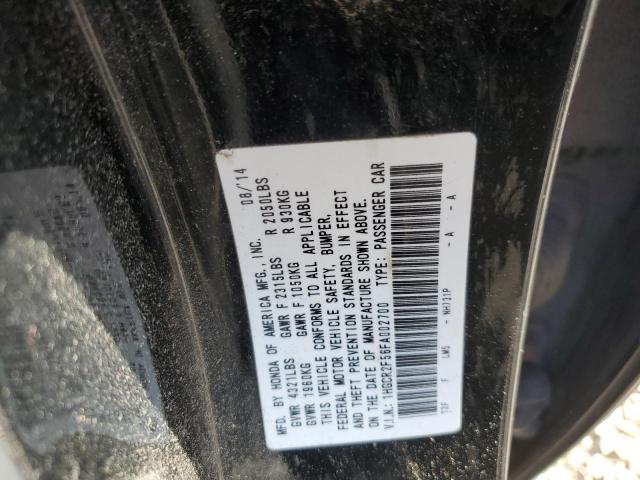 MFD. BY HONDA OF AMERICA MFG., INC. 08/'14
GVWR 4321LBS GAWR F 2315LBS R 2050LBS
GVWR 1960KG GAWR F 1050KG R 930KG
THIS VEHICLE CONFORMS TO ALL APPLICABLE
FEDERAL MOTOR VEHICLE SAFETY, BUMPER,
AND THEFT PREVENTION STANDARDS IN EFFECT
ON THE DATE OF MANUFACTURE SHOWN ABOVE.
V.I.N.: 1HGCR2F56FA002700 TYPE: PASSENGER CAR
F LMS - NH731P - A - A